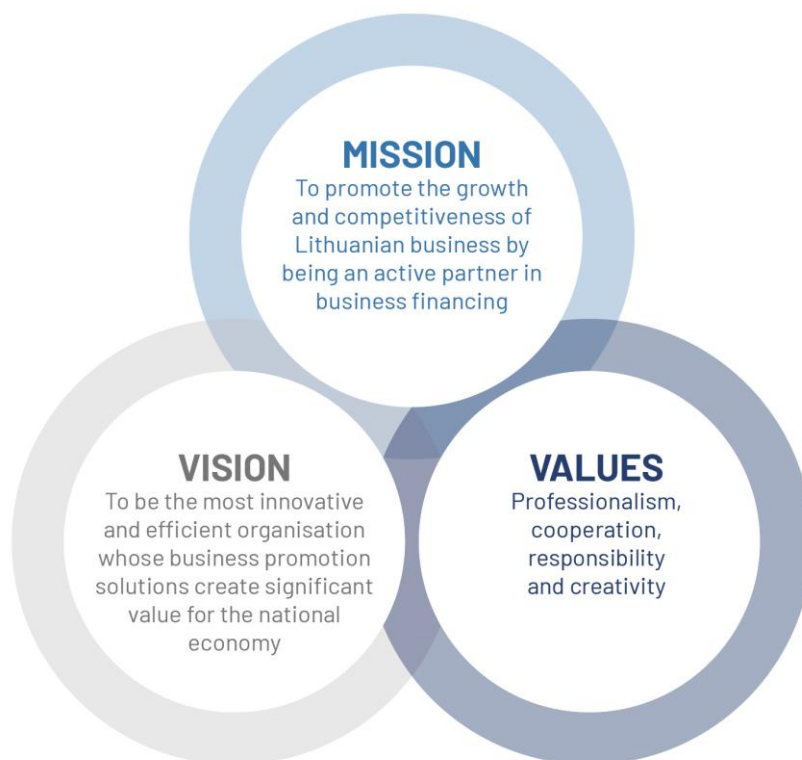 MISSION
To promote the growth
and competitiveness of
Lithuanian business by
being an active partner in
business financing
VISION
To be the most innovative
and efficient organisation
whose business promotion
solutions create significant
value for the national
economy
VALUES
Professionalism,
cooperation,
responsibility
and creativity